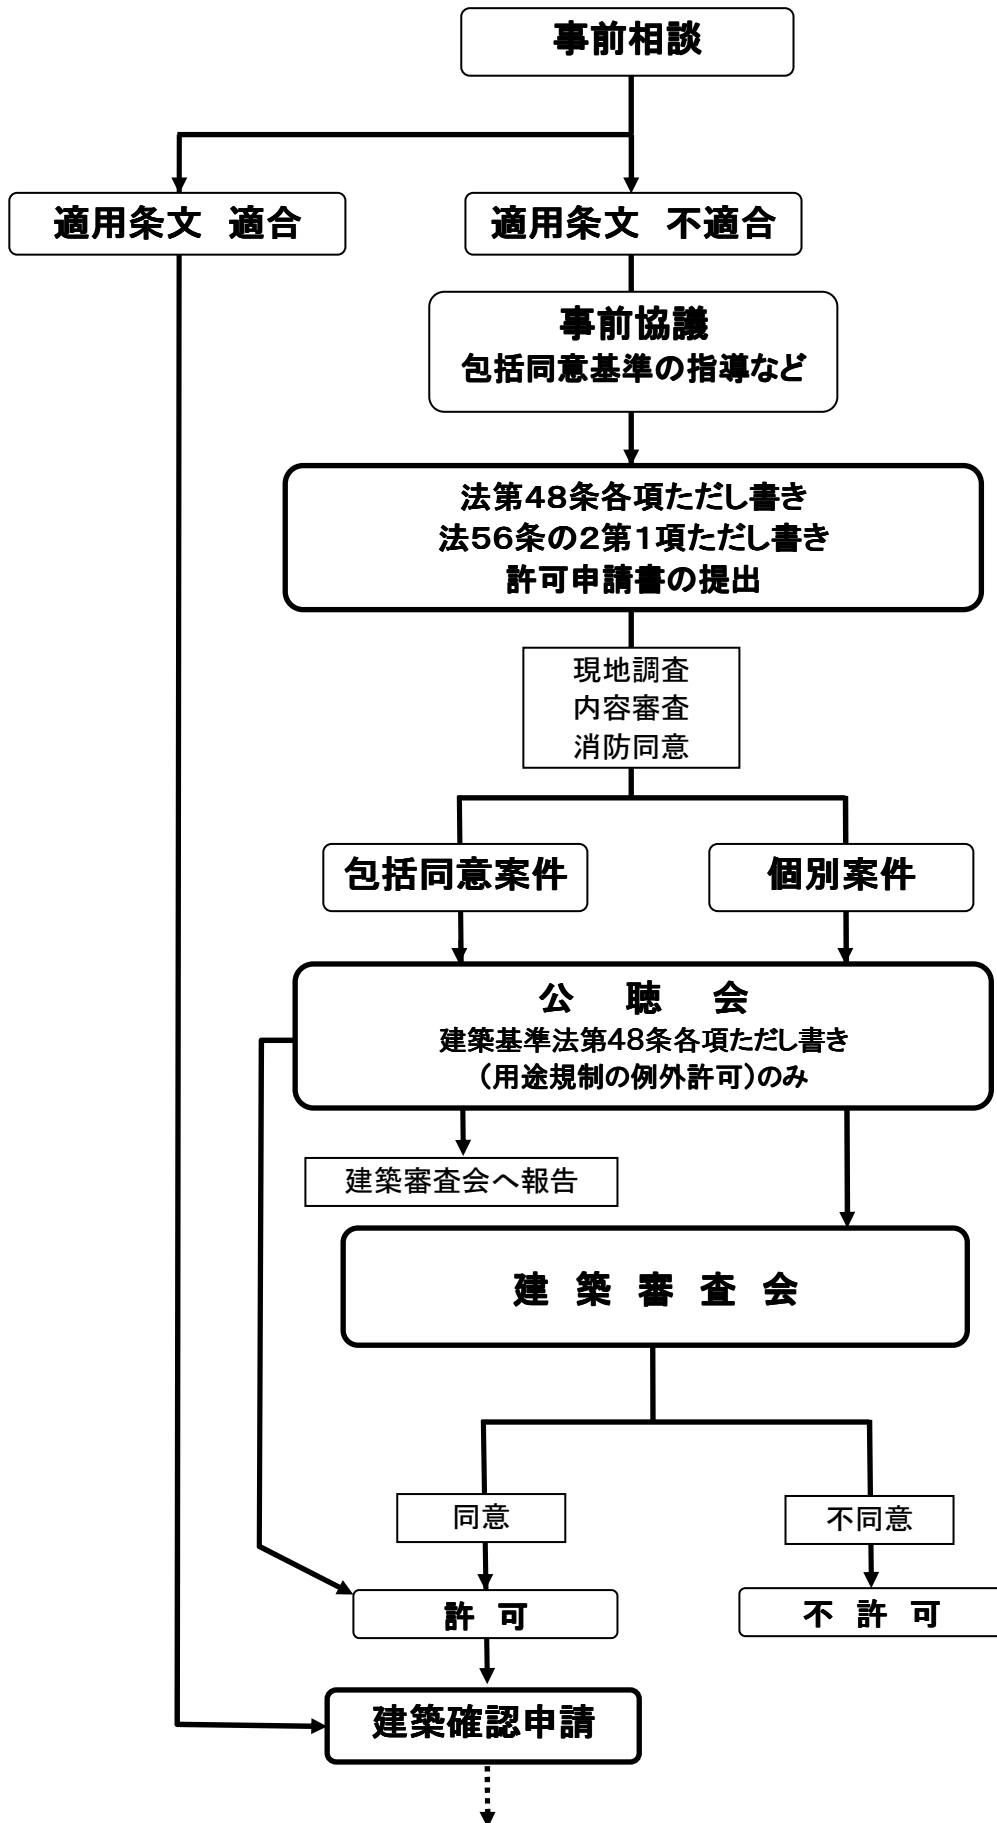 事前相談
適用条文　適合
適用条文　不適合
事前協議
包括同意基準の指導など
法第４８条各項ただし書き
法５６条の２第１項ただし書き
許可申請書の提出
現地調査
内容審査
消防同意
包括同意案件
個別案件
公　聴　会
建築基準法第48条各項ただし書き
（用途規制の例外許可）のみ
建築審査会へ報告
建　築　審　査　会
同意
不同意
許　可
不　許　可
建築確認申請